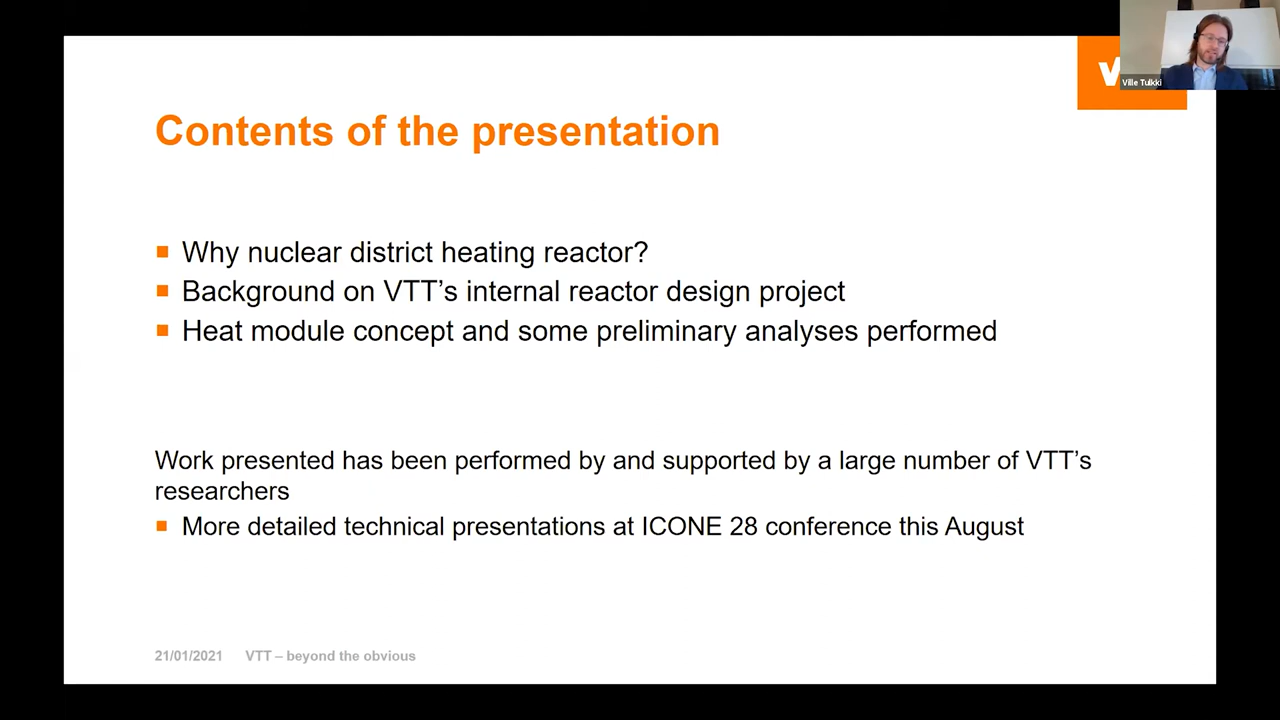 Contents of the presentation
Why nuclear district heating reactor?
Background on VTT's internal reactor design project
Heat module concept and some preliminary analyses performed
Work presented has been performed by and supported by a large number of VTT's
researchers
More detailed technical presentations at ICONE 28 conference this August
21/01/2021 VTT – beyond the obvious
Ville Tulkki